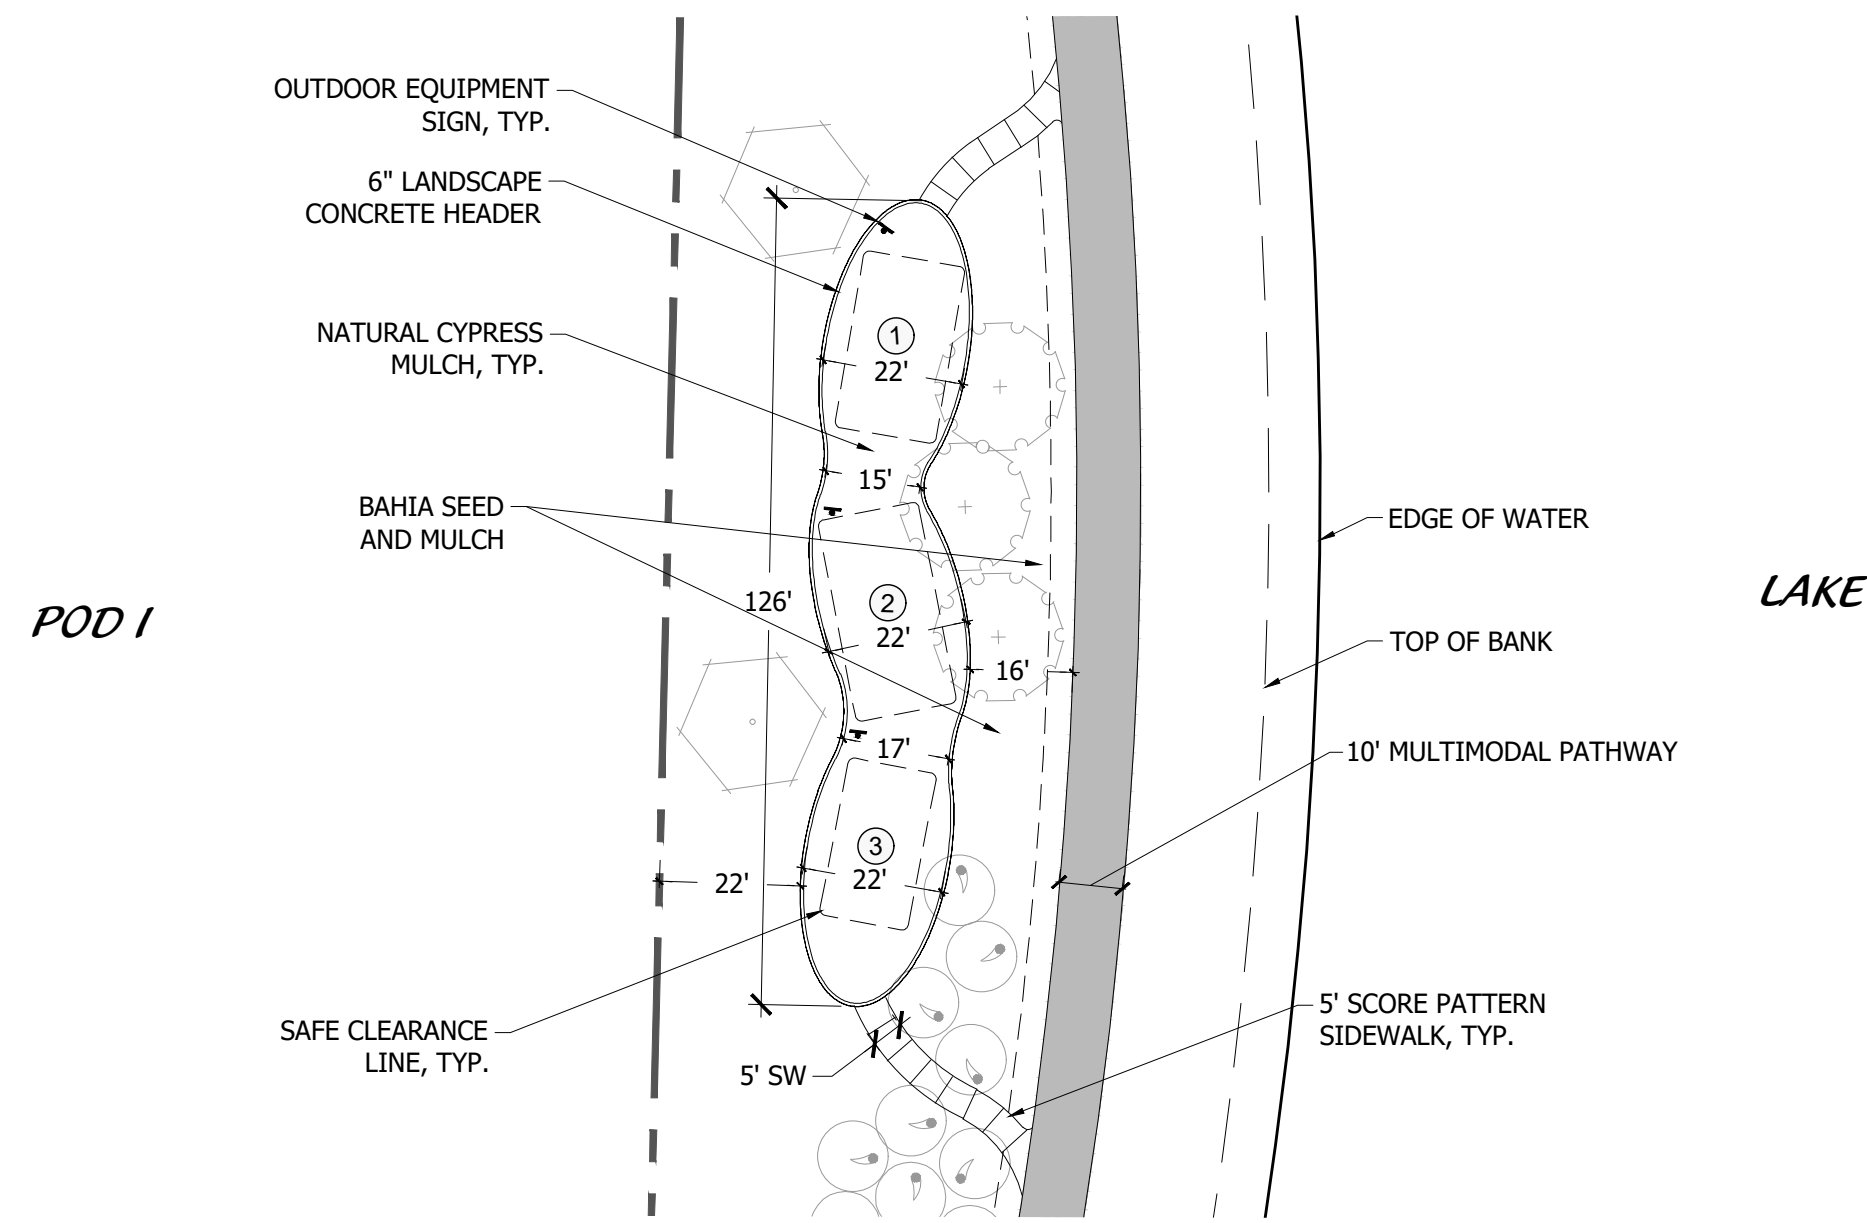 OUTDOOR EQUIPMENT
SIGN, TYP.
6" LANDSCAPE
CONCRETE HEADER
NATURAL CYPRESS
MULCH, TYP.
BAHIA SEED
AND MULCH
POD I
SAFE CLEARANCE
LINE, TYP.
126'
1
22'
15'
2
22'
16'
17'
3
22'
22'
5' SW
EDGE OF WATER
LAKE
TOP OF BANK
10' MULTIMODAL PATHWAY
5' SCORE PATTERN
SIDEWALK, TYP.